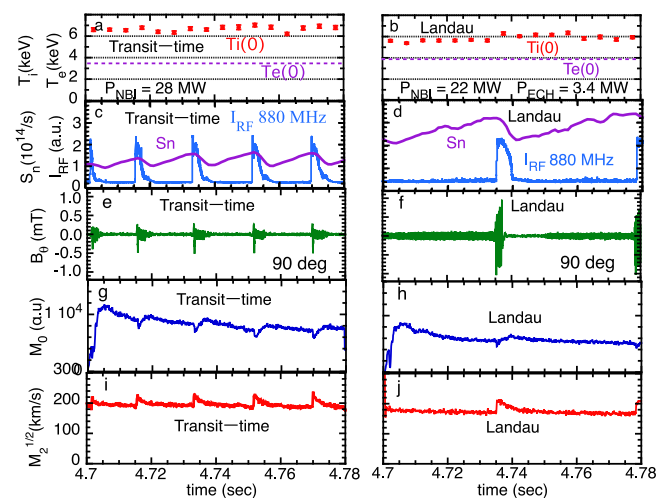 a
Ti (keV)
Te (keV)
8
6
4
2
0
Transit—time
Ti(0)
Te(0)
PNBI = 28 MW
b
Landau
Ti(0)
Te(0)
PNBI = 22 MW PECH = 3.4 MW
c
Sn(10^14/s)
IRF (a.u.)
3
2
1
0
Transit—time
IRF 880 MHz
Sn
d
Landau
Sn
IRF 880 MHz
e
Bθ (mT)
1.0
0.5
0.0
-0.5
-1.0
Transit—time
90 deg
f
Landau
90 deg
g
M0 (a.u)
1 10^4
300
0
Transit—time
h
Landau
i
M2^1/2(km/s)
200
100
0
Transit—time
j
Landau
4.7 4.72 4.74 4.76 4.78
time (sec)
4.7 4.72 4.74 4.76 4.78
time (sec)